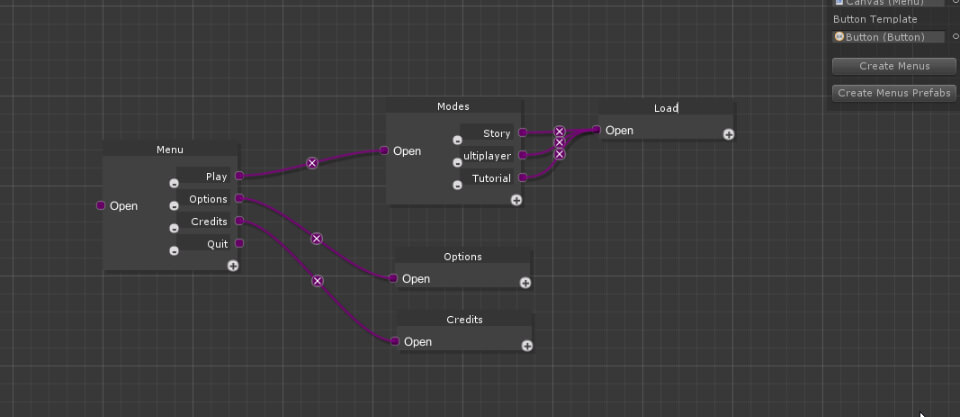 Canvas (Menu)
Button Template
Button (Button)
Create Menus
Create Menus Prefabs
Modes
Story
Open
ultiplayer
Tutorial
Load
Open
Menu
Play
Options
Open
Credits
Quit
Options
Open
Credits
Open